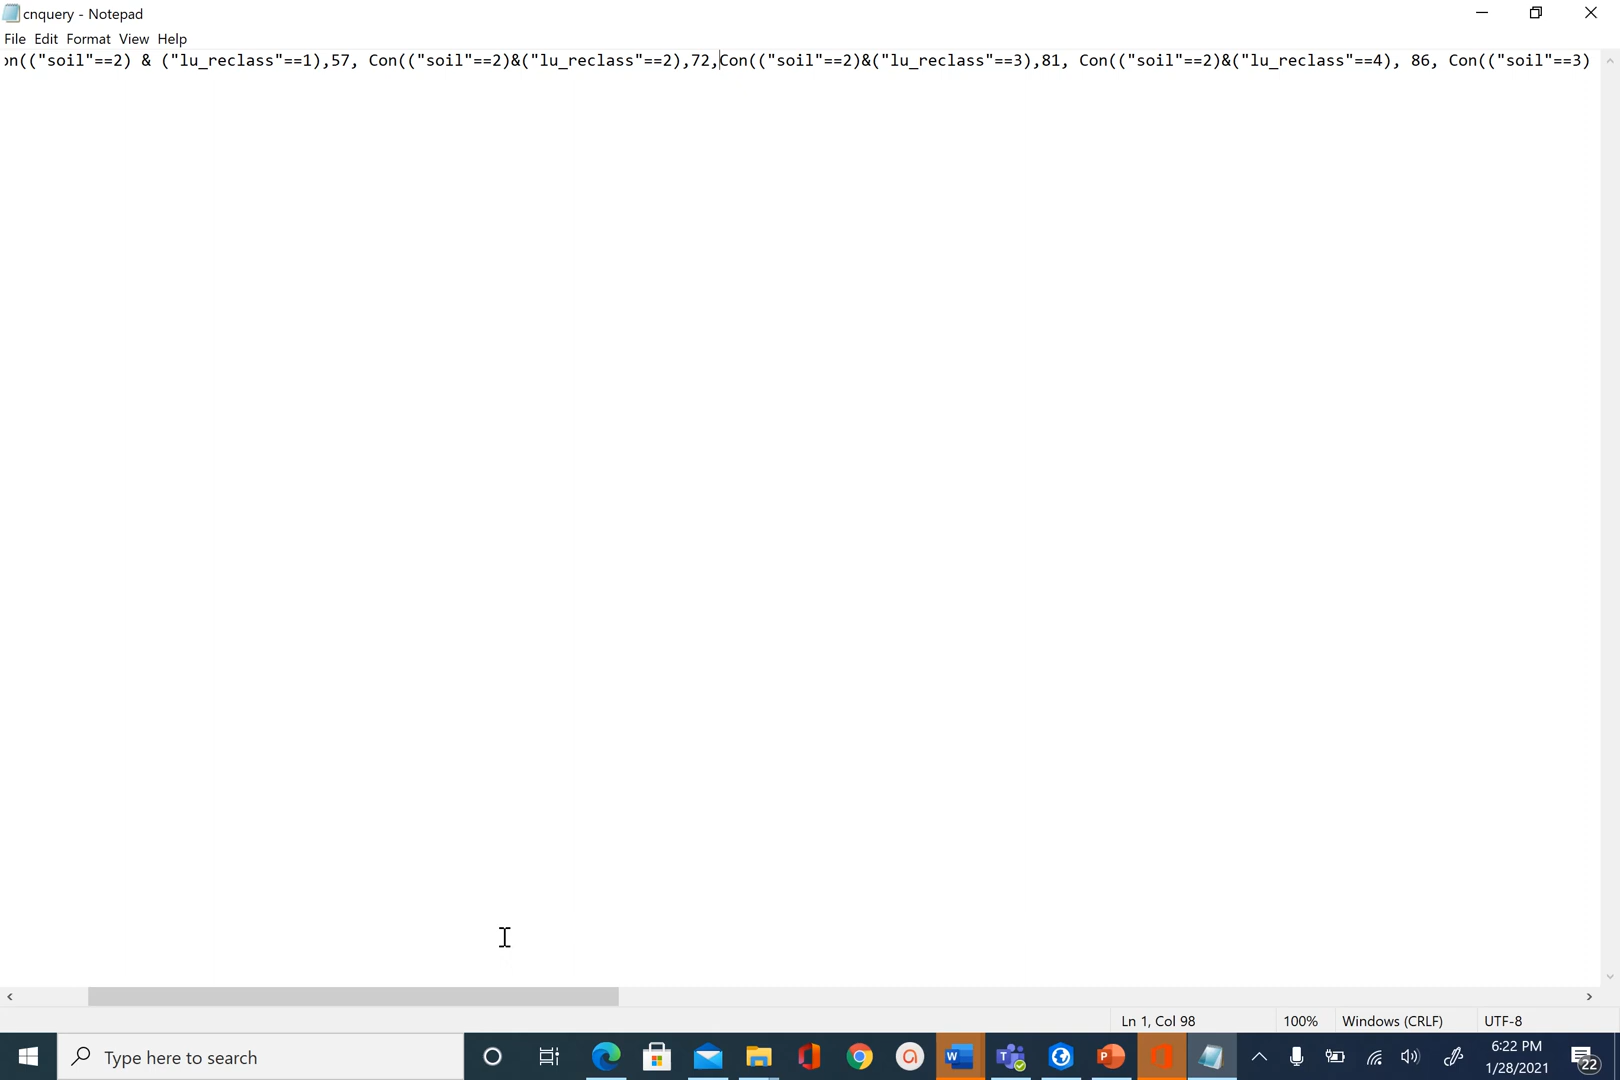 cnquery - Notepad
File Edit Format View Help
on(("soil"==2) & ("lu_reclass"==1),57, Con(("soil"==2)&("lu_reclass"==2),72,Con(("soil"==2)&("lu_reclass"==3),81, Con(("soil"==2)&("lu_reclass"==4), 86, Con(("soil"==3)
Ln 1, Col 98 100% Windows (CRLF) UTF-8
Type here to search
6:22 PM
1/28/2021
22